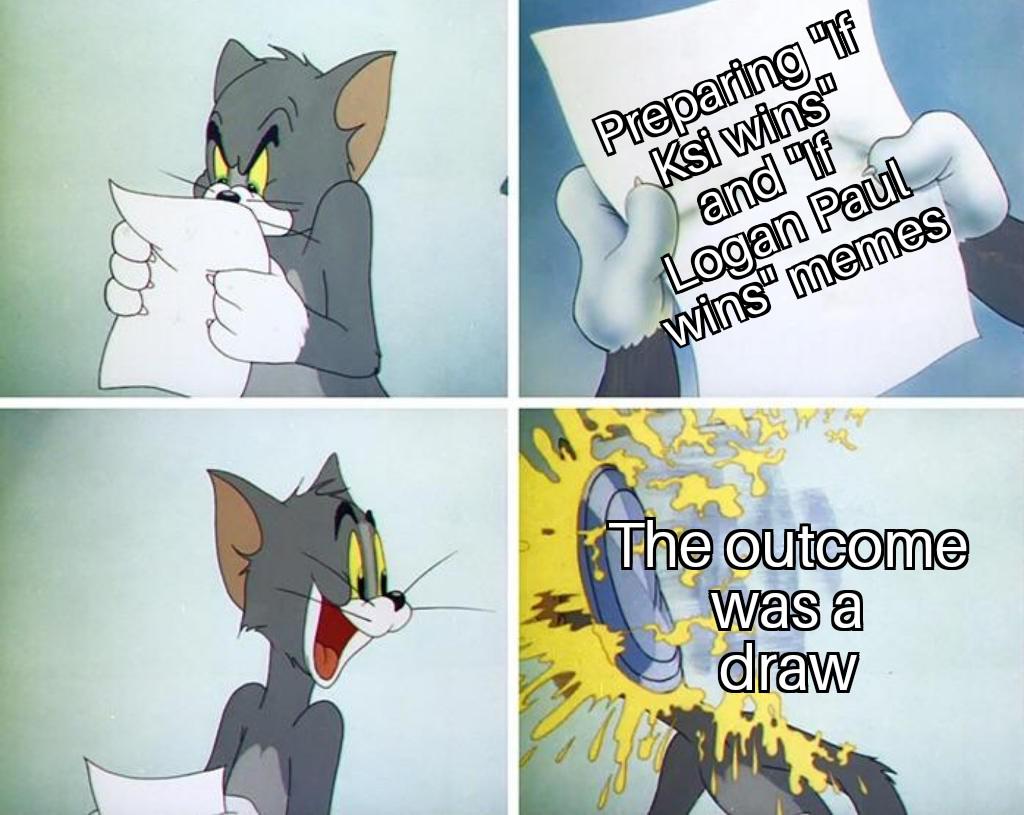 Preparing "If
Ksi wins"
and "If
Logan Paul
wins" memes
The outcome
was a
draw